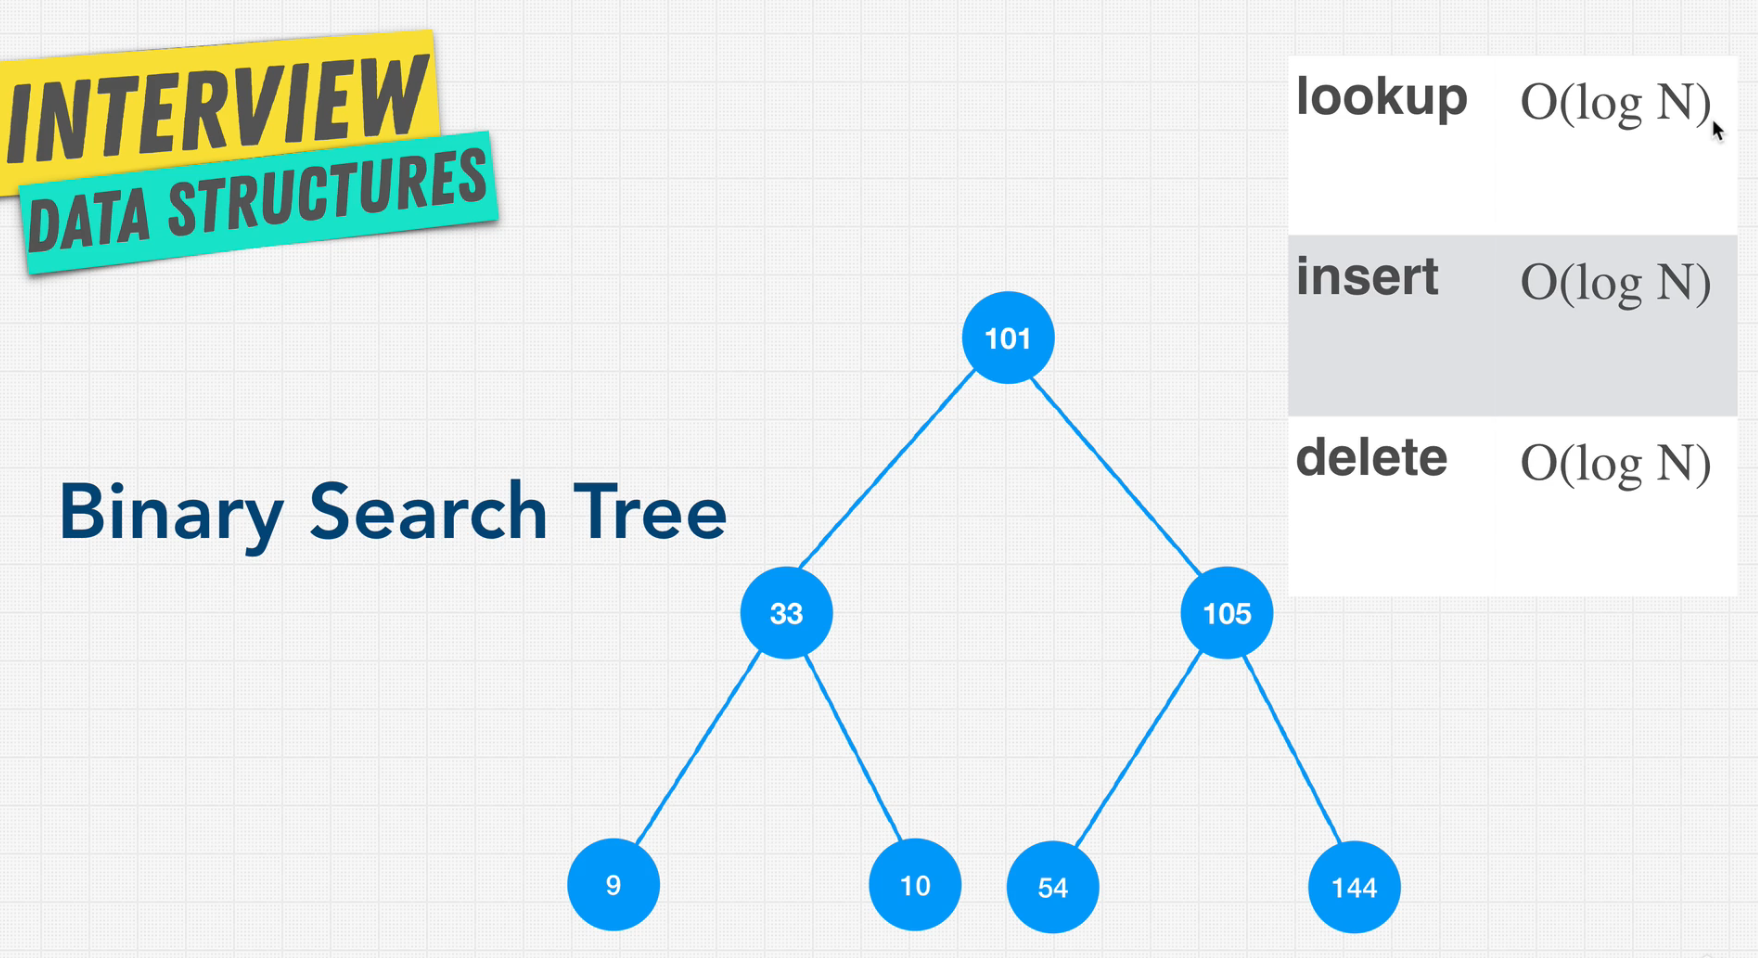 INTERVIEW
DATA STRUCTURES
lookup O(log N)
insert O(log N)
delete O(log N)
Binary Search Tree
101
33 105
9 10 54 144